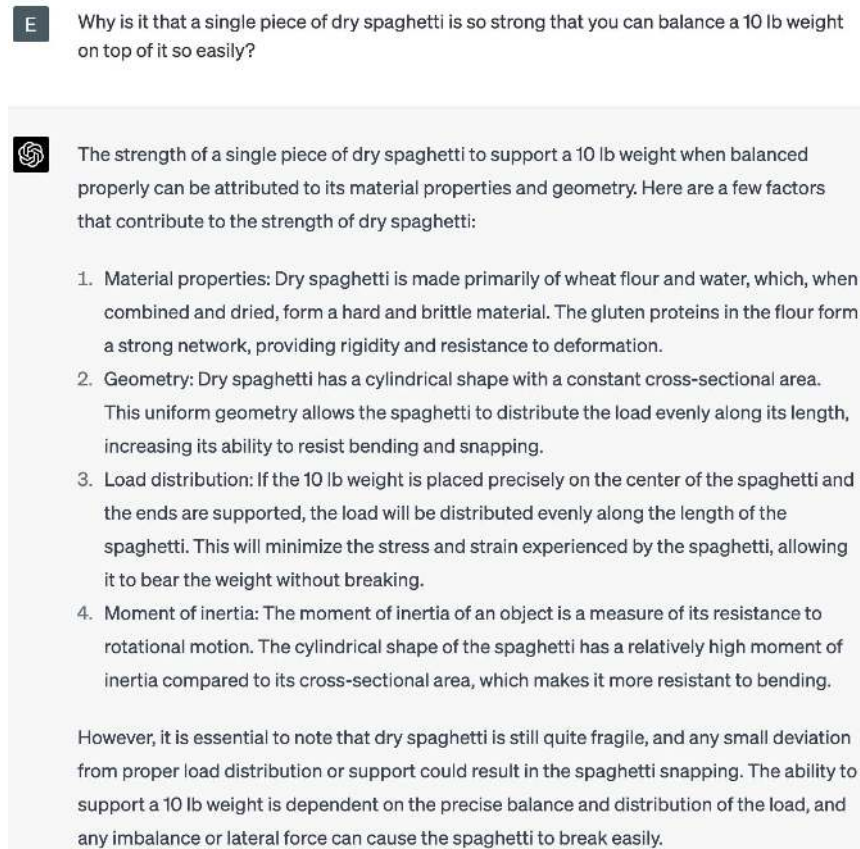 E
Why is it that a single piece of dry spaghetti is so strong that you can balance a 10 lb weight
on top of it so easily?
The strength of a single piece of dry spaghetti to support a 10 lb weight when balanced
properly can be attributed to its material properties and geometry. Here are a few factors
that contribute to the strength of dry spaghetti:
1. Material properties: Dry spaghetti is made primarily of wheat flour and water, which, when
combined and dried, form a hard and brittle material. The gluten proteins in the flour form
a strong network, providing rigidity and resistance to deformation.
2. Geometry: Dry spaghetti has a cylindrical shape with a constant cross-sectional area.
This uniform geometry allows the spaghetti to distribute the load evenly along its length,
increasing its ability to resist bending and snapping.
3. Load distribution: If the 10 lb weight is placed precisely on the center of the spaghetti and
the ends are supported, the load will be distributed evenly along the length of the
spaghetti. This will minimize the stress and strain experienced by the spaghetti, allowing
it to bear the weight without breaking.
4. Moment of inertia: The moment of inertia of an object is a measure of its resistance to
rotational motion. The cylindrical shape of the spaghetti has a relatively high moment of
inertia compared to its cross-sectional area, which makes it more resistant to bending.
However, it is essential to note that dry spaghetti is still quite fragile, and any small deviation
from proper load distribution or support could result in the spaghetti snapping. The ability to
support a 10 lb weight is dependent on the precise balance and distribution of the load, and
any imbalance or lateral force can cause the spaghetti to break easily.